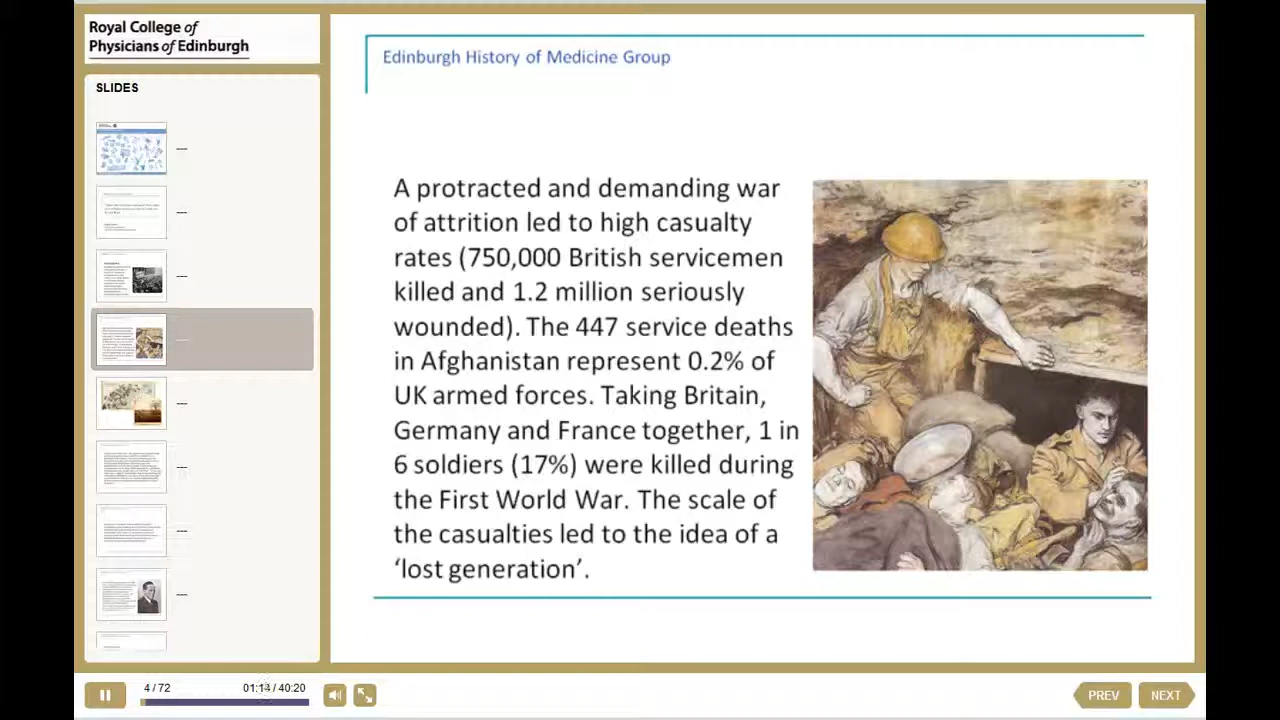 Royal College of
Physicians of Edinburgh
SLIDES
Edinburgh History of Medicine Group
A protracted and demanding war
of attrition led to high casualty
rates (750,000 British servicemen
killed and 1.2 million seriously
wounded). The 447 service deaths
in Afghanistan represent 0.2% of
UK armed forces. Taking Britain,
Germany and France together, 1 in
6 soldiers (17%) were killed during
the First World War. The scale of
the casualties led to the idea of a
‘lost generation’.
4 / 72
01:14 / 40:20
PREV
NEXT